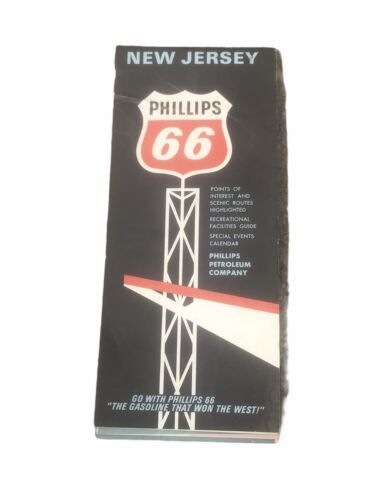 NEW JERSEY
PHILLIPS
66
POINTS OF
INTEREST AND
SCENIC ROUTES
HIGHLIGHTED
RECREATIONAL
FACILITIES GUIDE
SPECIAL EVENTS
CALENDAR
PHILLIPS
PETROLEUM
COMPANY
GO WITH PHILLIPS 66
"THE GASOLINE THAT WON THE WEST!"